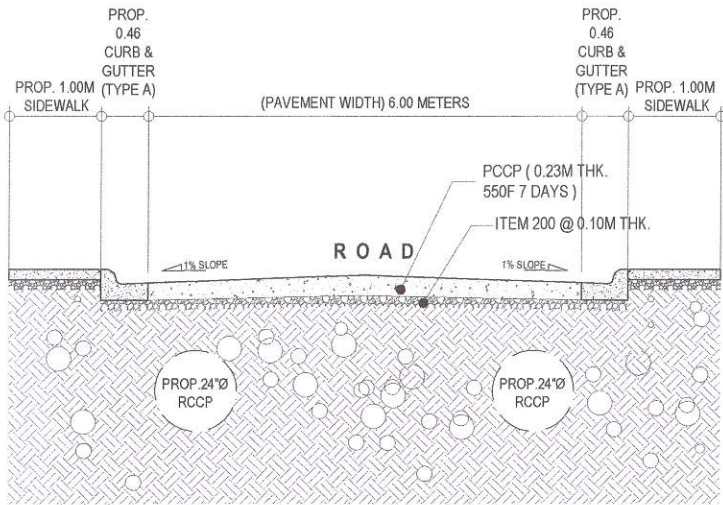 PROP.
0.46
CURB &
GUTTER
(TYPE A)
PROP. 1.00M
SIDEWALK
(PAVEMENT WIDTH) 6.00 METERS
PROP.
0.46
CURB &
GUTTER
(TYPE A)
PROP. 1.00M
SIDEWALK
PCCP ( 0.23M THK.
550F 7 DAYS )
ITEM 200 @ 0.10M THK.
ROAD
1% SLOPE
1% SLOPE
PROP.24"Ø
RCCP
PROP.24"Ø
RCCP